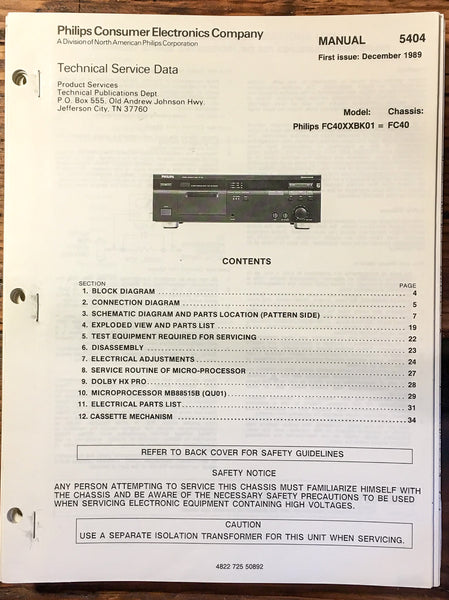 Philips Consumer Electronics Company
A Division of North American Philips Corporation
MANUAL 5404
First issue: December 1989
Technical Service Data
Product Services
Technical Publications Dept.
P.O. Box 555, Old Andrew Johnson Hwy.
Jefferson City, TN 37760
Model: Chassis:
Philips FC40XXBK01 = FC40
PHILIPS
CONTENTS
SECTION PAGE
1. BLOCK DIAGRAM 4
2. CONNECTION DIAGRAM 5
3. SCHEMATIC DIAGRAM AND PARTS LOCATION (PATTERN SIDE) 7
4. EXPLODED VIEW AND PARTS LIST 19
5. TEST EQUIPMENT REQUIRED FOR SERVICING 22
6. DISASSEMBLY 23
7. ELECTRICAL ADJUSTMENTS 24
8. SERVICE ROUTINE OF MICRO-PROCESSOR 27
9. DOLBY HX PRO 28
10. MICROPROCESSOR MB88515B (QU01) 29
11. ELECTRICAL PARTS LIST 31
12. CASSETTE MECHANISM 34
REFER TO BACK COVER FOR SAFETY GUIDELINES
SAFETY NOTICE
ANY PERSON ATTEMPTING TO SERVICE THIS CHASSIS MUST FAMILIARIZE HIMSELF WITH
THE CHASSIS AND BE AWARE OF THE NECESSARY SAFETY PRECAUTIONS TO BE USED
WHEN SERVICING ELECTRONIC EQUIPMENT CONTAINING HIGH VOLTAGES.
CAUTION
USE A SEPARATE ISOLATION TRANSFORMER FOR THIS UNIT WHEN SERVICING.
4822 725 50892